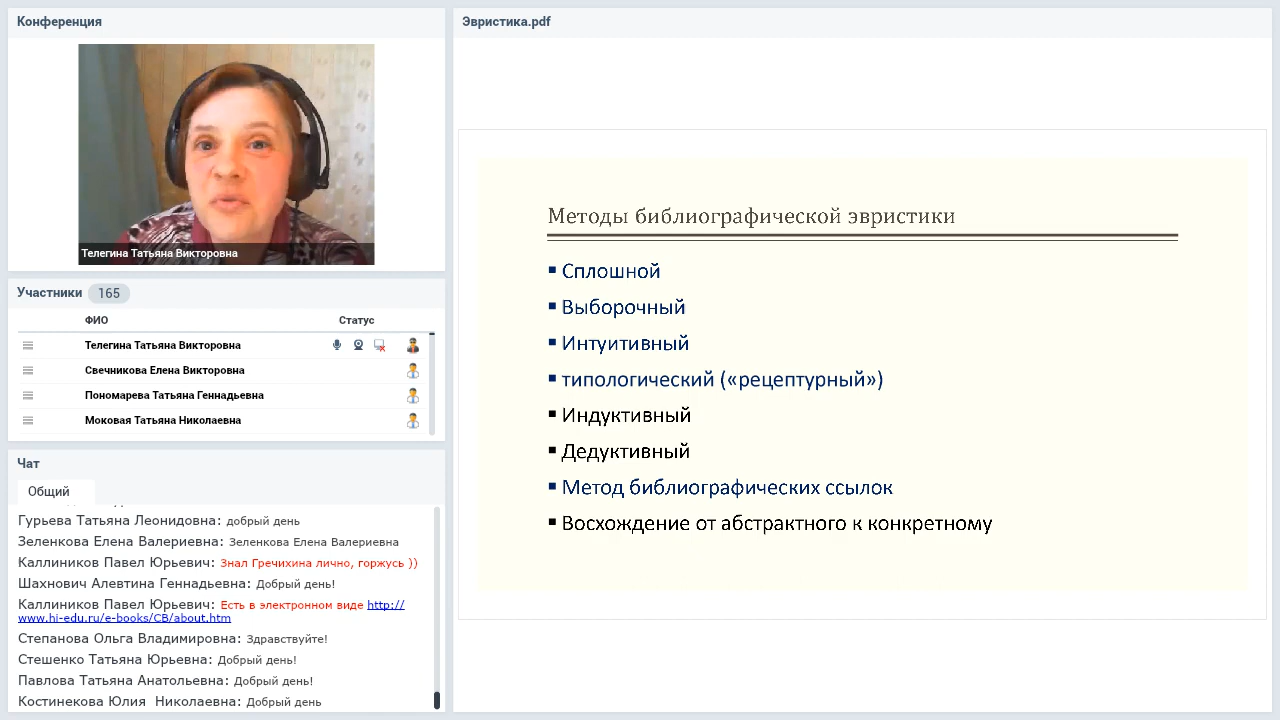 Конференция
Телегина Татьяна Викторовна
Участники 165
ФИО Статус
Телегина Татьяна Викторовна
Свечникова Елена Викторовна
Пономарева Татьяна Геннадьевна
Моковая Татьяна Николаевна
Чат
Общий
Гурьева Татьяна Леонидовна: добрый день
Зеленкова Елена Валериевна: Зеленкова Елена Валериевна
Каллиников Павел Юрьевич: Знал Гречихина лично, горжусь ))
Шахнович Алевтина Геннадьевна: Добрый день!
Каллиников Павел Юрьевич: Есть в электронном виде http://
www.hi-edu.ru/e-books/CB/about.htm
Степанова Ольга Владимировна: Здравствуйте!
Стешенко Татьяна Юрьевна: Добрый день!
Павлова Татьяна Анатольевна: Добрый день!
Костинекова Юлия Николаевна: Добрый день
Эвристика.pdf
Методы библиографической эвристики
▪ Сплошной
▪ Выборочный
▪ Интуитивный
▪ типологический («рецептурный»)
▪ Индуктивный
▪ Дедуктивный
▪ Метод библиографических ссылок
▪ Восхождение от абстрактного к конкретному